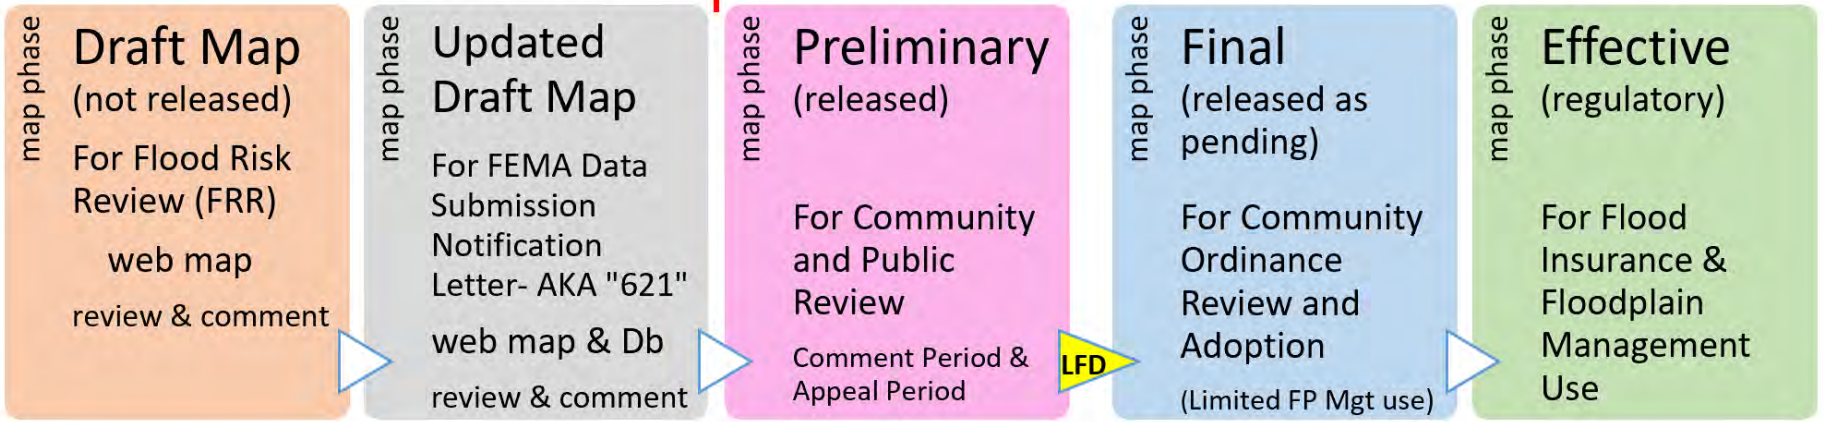 map phase
Draft Map
(not released)
For Flood Risk
Review (FRR)
web map
review & comment
map phase
Updated
Draft Map
For FEMA Data
Submission
Notification
Letter- AKA "621"
web map & Db
review & comment
map phase
Preliminary
(released)
For Community
and Public
Review
Comment Period &
Appeal Period
LFD
map phase
Final
(released as
pending)
For Community
Ordinance
Review and
Adoption
(Limited FP Mgt use)
map phase
Effective
(regulatory)
For Flood
Insurance &
Floodplain
Management
Use